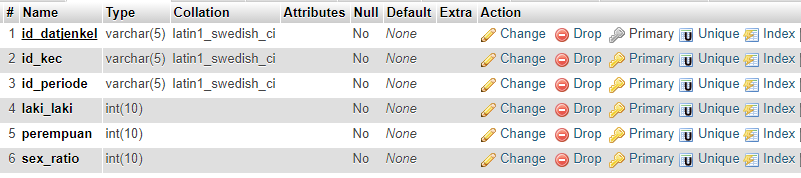 # Name Type Collation Attributes Null Default Extra Action
1 id_datjenkel varchar(5) latin1_swedish_ci No None Change Drop Primary U Unique Index
2 id_kec varchar(5) latin1_swedish_ci No None Change Drop Primary U Unique Index
3 id_periode varchar(5) latin1_swedish_ci No None Change Drop Primary U Unique Index
4 laki_laki int(10) No None Change Drop Primary U Unique Index
5 perempuan int(10) No None Change Drop Primary U Unique Index
6 sex_ratio int(10) No None Change Drop Primary U Unique Index